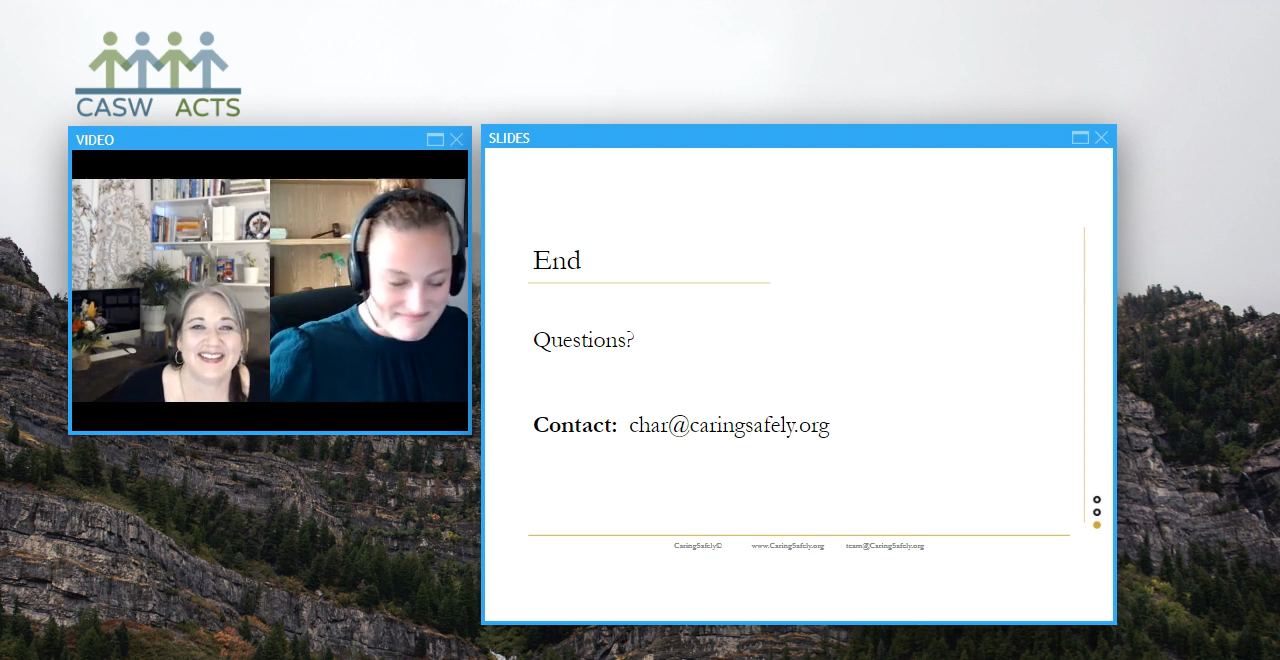 CASW ACTS
VIDEO
SLIDES
End
Questions?
Contact: char@caringsafely.org
CaringSafely© www.CaringSafely.org team@CaringSafely.org